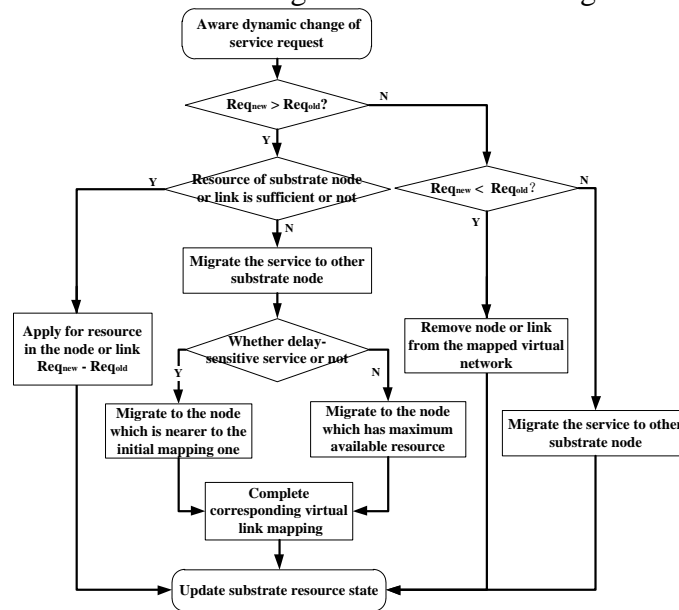 Aware dynamic change of
service request
Reqnew > Reqold?
N
Y
Y
Resource of substrate node
or link is sufficient or not
Reqnew < Reqold?
N
N
Y
Migrate the service to other
substrate node
Apply for resource
in the node or link
Reqnew - Reqold
Whether delay-
sensitive service or not
Remove node or link
from the mapped virtual
network
Y
N
Migrate to the node
which is nearer to the
initial mapping one
Migrate to the node
which has maximum
available resource
Migrate the service to other
substrate node
Complete
corresponding virtual
link mapping
Update substrate resource state